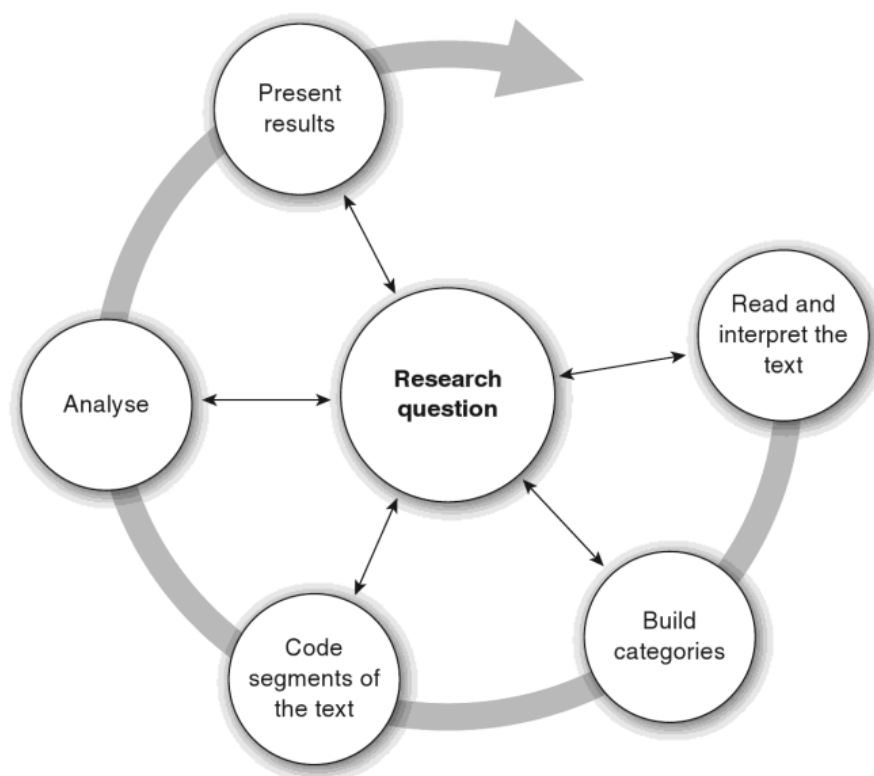 Present
results
Read and
interpret the
text
Research
question
Analyse
Build
categories
Code
segments of
the text